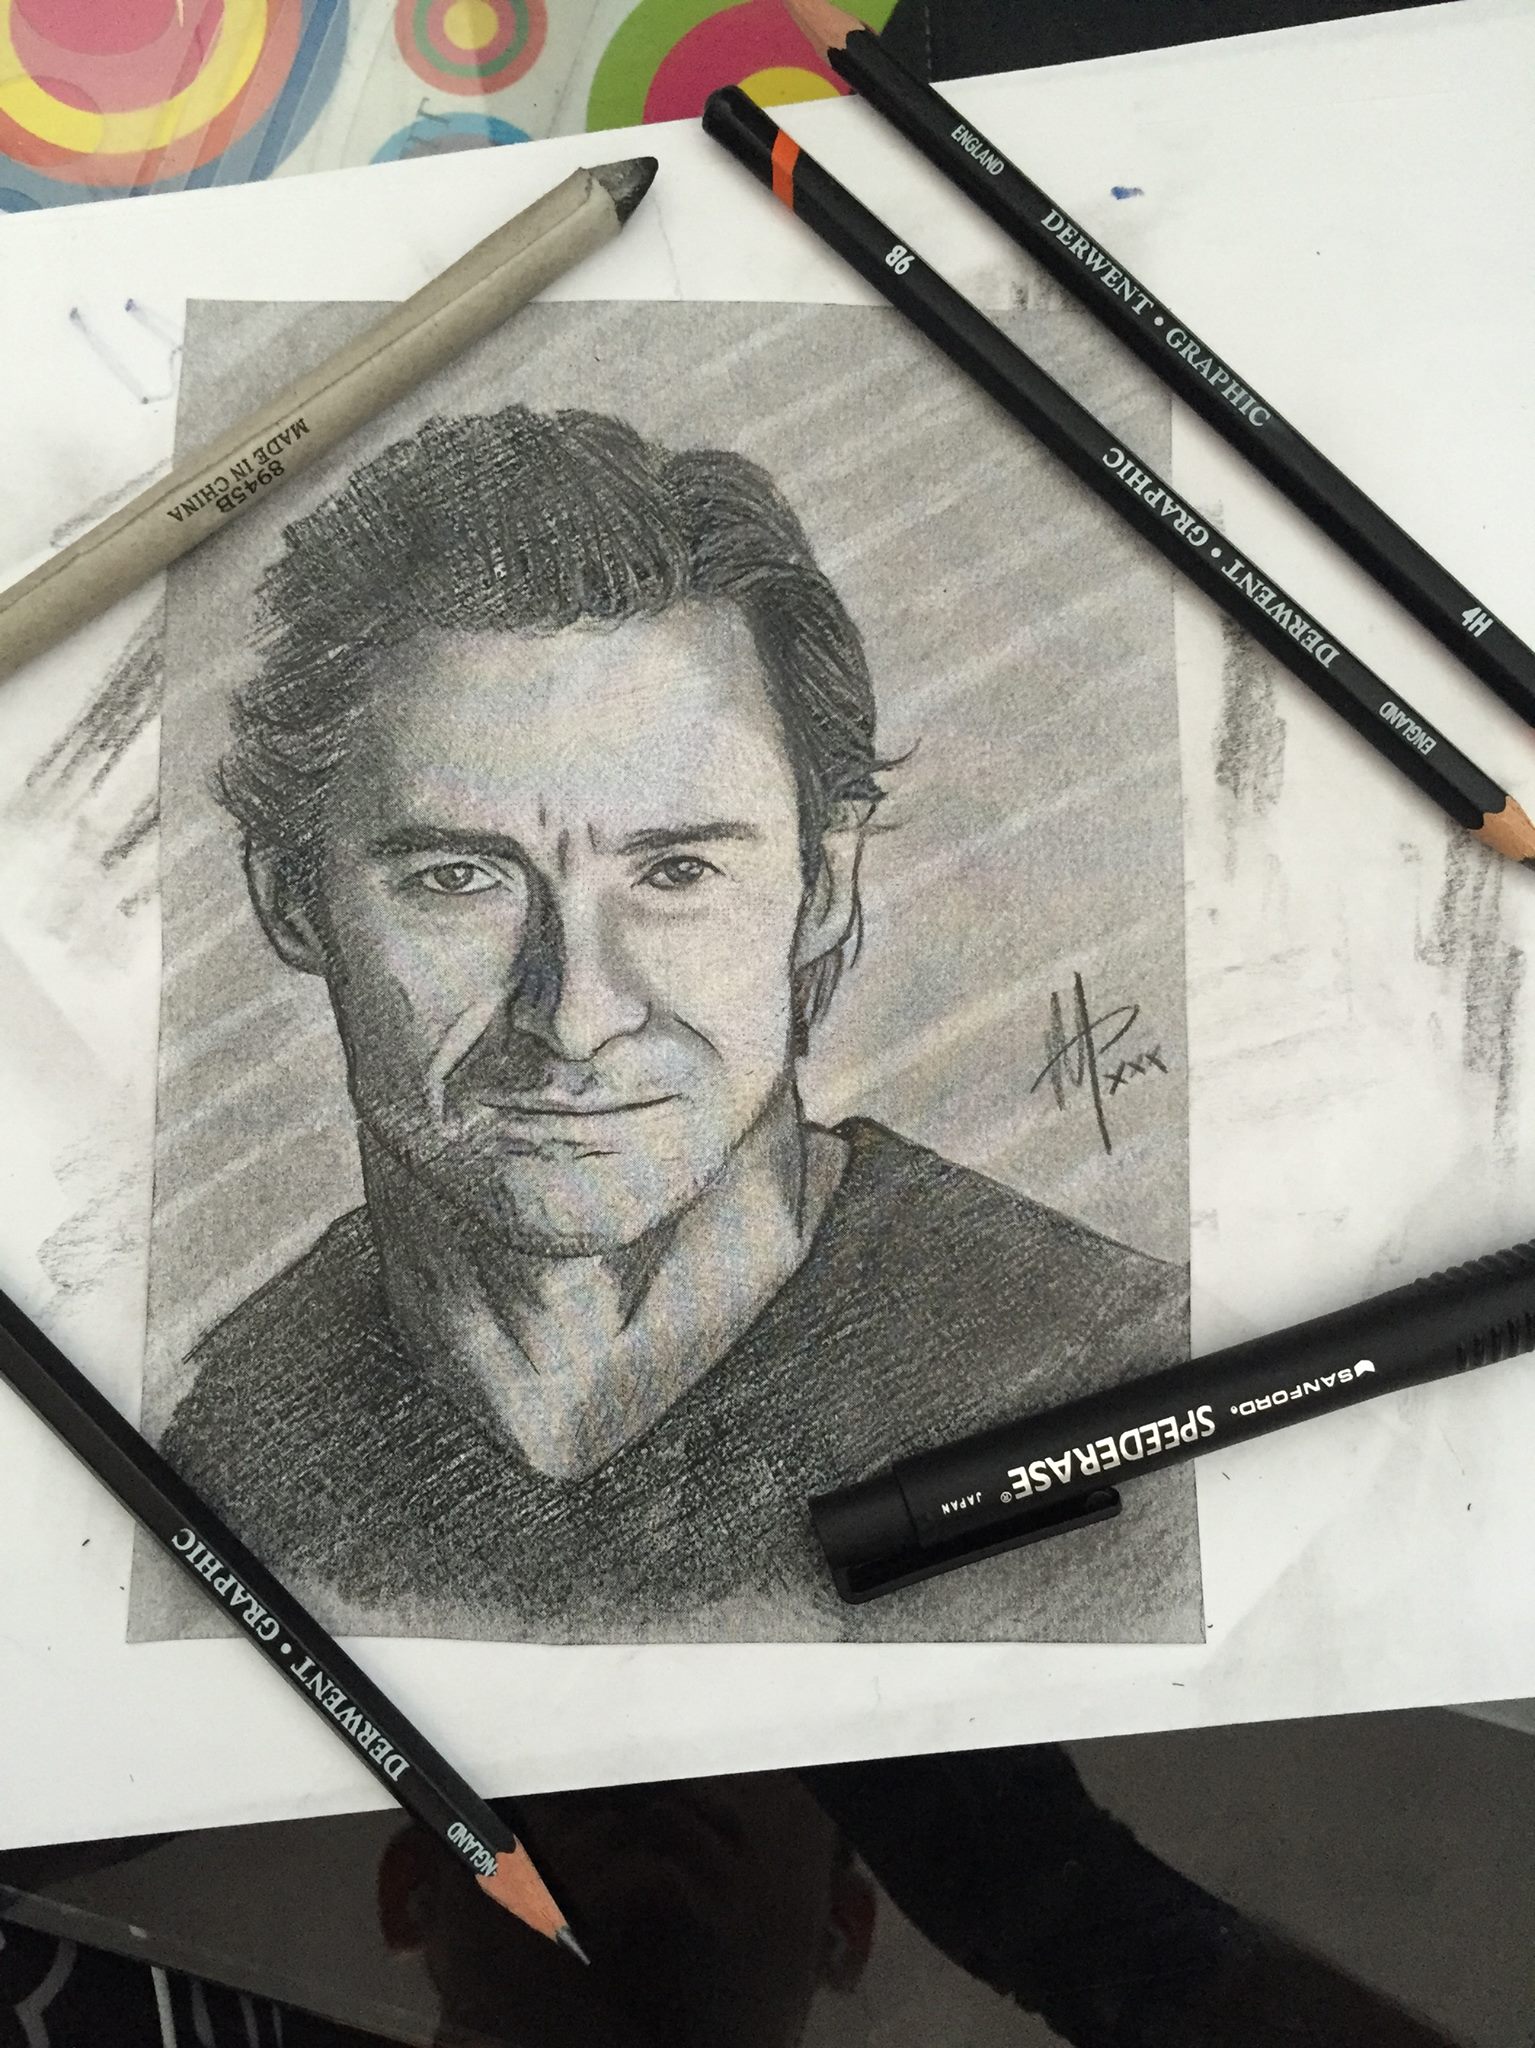 ENGLAND
DERWENT • GRAPHIC
4H
9B
DERWENT • GRAPHIC
ENGLAND
8945B
MADE IN CHINA
xxx
SANFORD.
SPEEDERASE®
JAPAN
DERWENT • GRAPHIC
ENGLAND